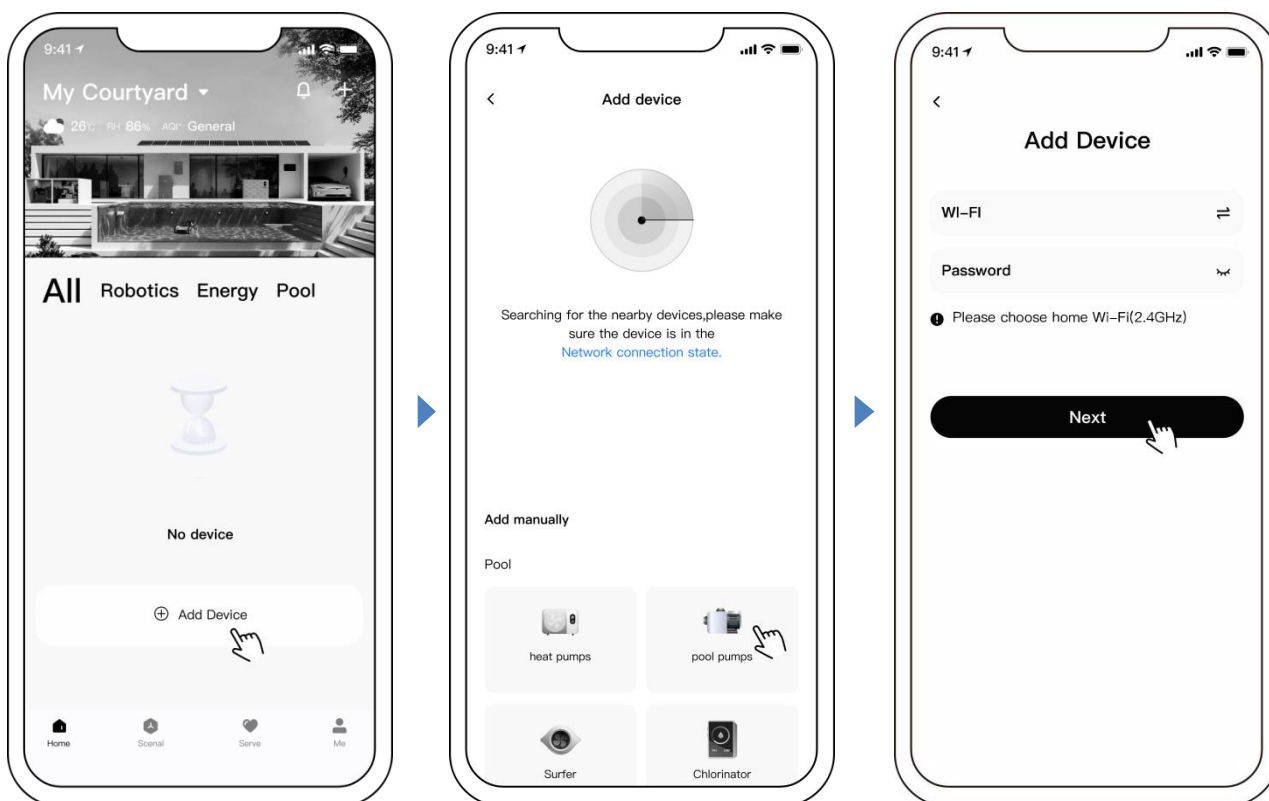 9:41
My Courtyard
26℃ RH 86% AQI* General
All Robotics Energy Pool
No device
Add Device
Home Scenal Serve Me
9:41
Add device
Searching for the nearby devices,please make
sure the device is in the
Network connection state.
Add manually
Pool
heat pumps pool pumps
Surfer Chlorinator
9:41
Add Device
WI-FI
Password
Please choose home Wi-Fi(2.4GHz)
Next